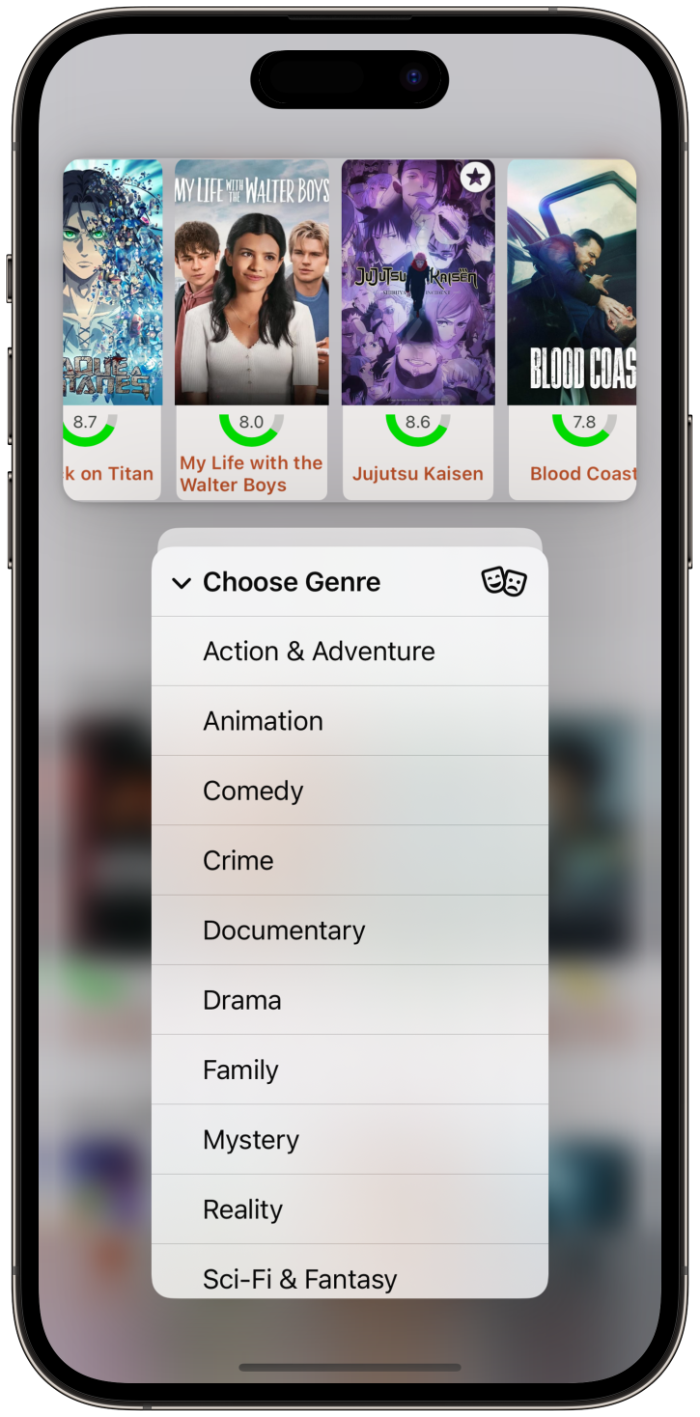 MY LIFE WITH THE WALTER BOYS
JUJUTSU KAISEN
BLOOD COAS
8.7
8.0
8.6
7.8
k on Titan
My Life with the
Walter Boys
Jujutsu Kaisen
Blood Coast
Choose Genre
Action & Adventure
Animation
Comedy
Crime
Documentary
Drama
Family
Mystery
Reality
Sci-Fi & Fantasy